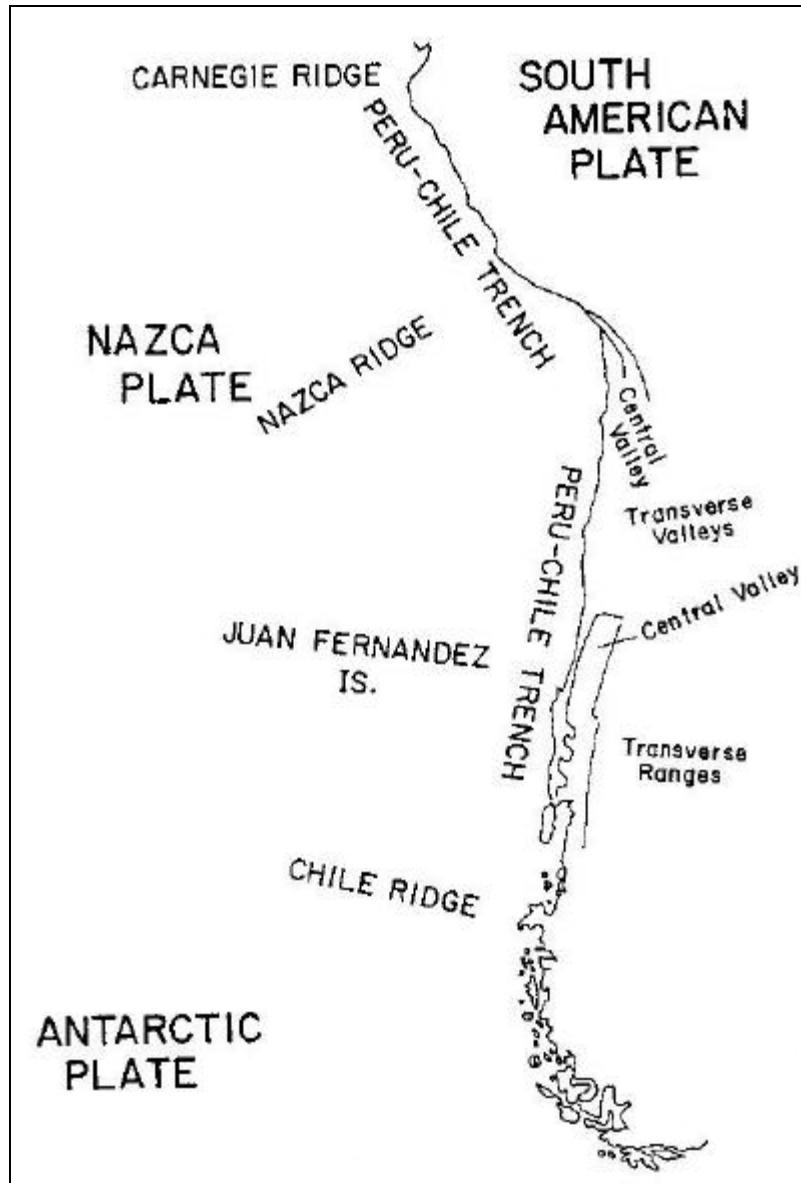 CARNEGIE RIDGE
SOUTH
AMERICAN
PLATE
PERU-CHILE TRENCH
NAZCA
PLATE
NAZCA RIDGE
Central
Valley
Transverse
Valleys
PERU-CHILE TRENCH
Central Valley
JUAN FERNANDEZ
IS.
Transverse
Ranges
CHILE RIDGE
ANTARCTIC
PLATE